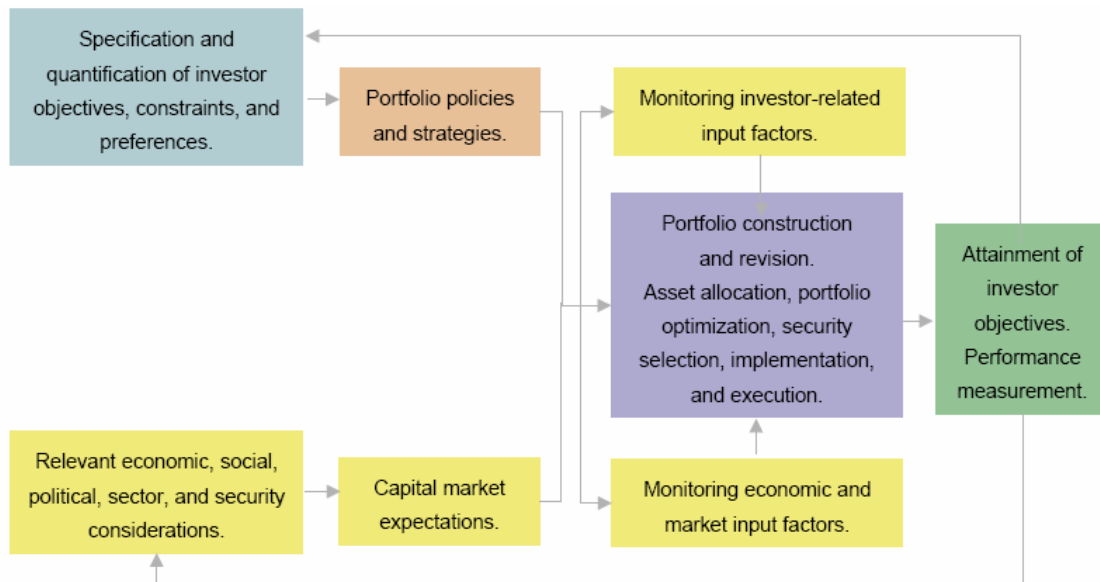 Specification and
quantification of investor
objectives, constraints, and
preferences.
Portfolio policies
and strategies.
Monitoring investor-related
input factors.
Portfolio construction
and revision.
Asset allocation, portfolio
optimization, security
selection, implementation,
and execution.
Attainment of
investor
objectives.
Performance
measurement.
Relevant economic, social,
political, sector, and security
considerations.
Capital market
expectations.
Monitoring economic and
market input factors.